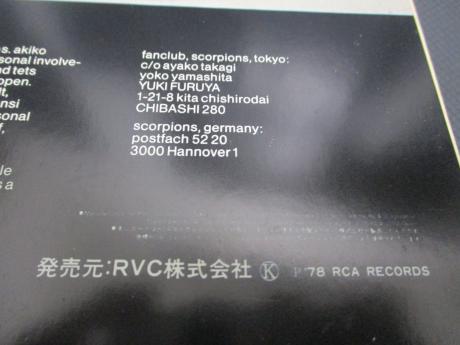 s. akiko
sonal involve-
nd tets
open.
lt,
nsi
sonal
f,
le
s a
fanclub, scorpions, tokyo:
c/o ayako takagi
yoko yamashita
YUKI FURUYA
1-21-8 kita chishirodai
CHIBASHI 280
scorpions, germany:
postfach 52 20
3000 Hannover 1
発売元:RVC株式会社 Ⓚ Ⓟ '78 RCA RECORDS